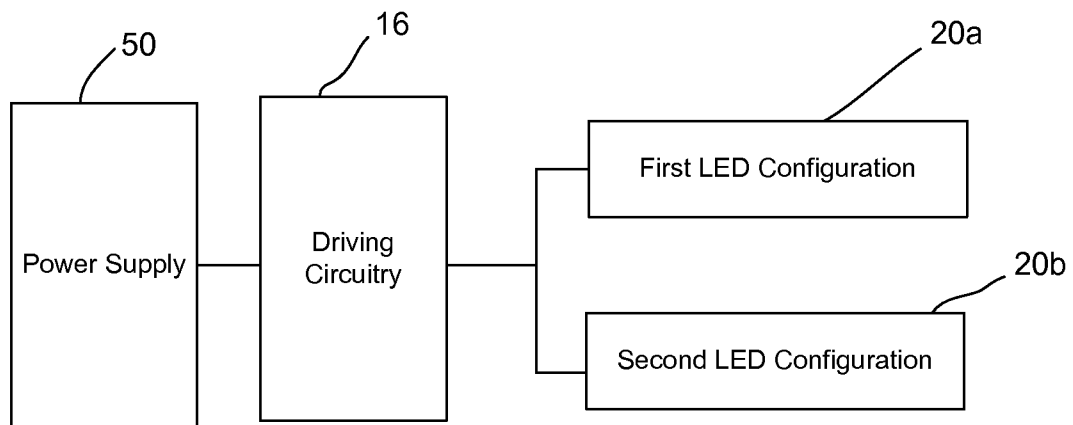 50
16
20a
First LED Configuration
Driving
Circuitry
Power Supply
20b
Second LED Configuration